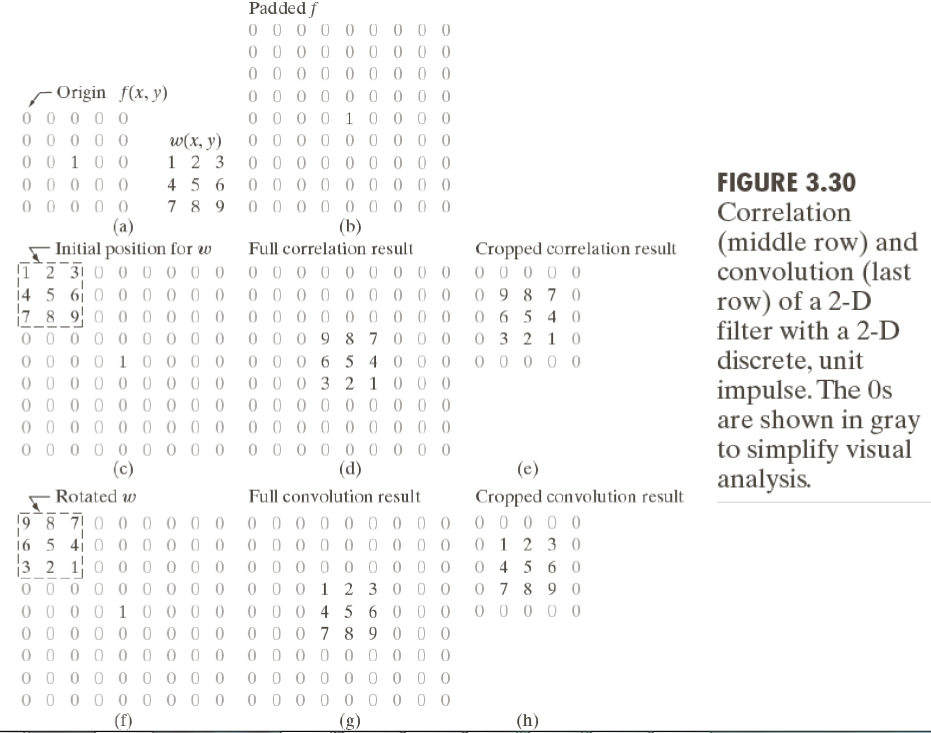 Origin f(x, y)
0 0 0 0 0
0 0 0 0 0
0 0 1 0 0
0 0 0 0 0
0 0 0 0 0
w(x, y)
1 2 3
4 5 6
7 8 9
(a)
Padded f
0 0 0 0 0 0 0 0 0
0 0 0 0 0 0 0 0 0
0 0 0 0 0 0 0 0 0
0 0 0 0 0 0 0 0 0
0 0 0 0 1 0 0 0 0
0 0 0 0 0 0 0 0 0
0 0 0 0 0 0 0 0 0
0 0 0 0 0 0 0 0 0
0 0 0 0 0 0 0 0 0
(b)
Initial position for w
1 2 3 0 0 0 0 0 0
4 5 6 0 0 0 0 0 0
7 8 9 0 0 0 0 0 0
0 0 0 0 0 0 0 0 0
0 0 0 0 1 0 0 0 0
0 0 0 0 0 0 0 0 0
0 0 0 0 0 0 0 0 0
0 0 0 0 0 0 0 0 0
0 0 0 0 0 0 0 0 0
(c)
Full correlation result
0 0 0 0 0 0 0 0 0
0 0 0 0 0 0 0 0 0
0 0 0 0 0 0 0 0 0
0 0 0 9 8 7 0 0 0
0 0 0 6 5 4 0 0 0
0 0 0 3 2 1 0 0 0
0 0 0 0 0 0 0 0 0
0 0 0 0 0 0 0 0 0
0 0 0 0 0 0 0 0 0
(d)
Cropped correlation result
0 0 0 0 0
0 9 8 7 0
0 6 5 4 0
0 3 2 1 0
0 0 0 0 0
(e)
Rotated w
9 8 7 0 0 0 0 0 0
6 5 4 0 0 0 0 0 0
3 2 1 0 0 0 0 0 0
0 0 0 0 0 0 0 0 0
0 0 0 0 1 0 0 0 0
0 0 0 0 0 0 0 0 0
0 0 0 0 0 0 0 0 0
0 0 0 0 0 0 0 0 0
0 0 0 0 0 0 0 0 0
(f)
Full convolution result
0 0 0 0 0 0 0 0 0
0 0 0 0 0 0 0 0 0
0 0 0 0 0 0 0 0 0
0 0 0 1 2 3 0 0 0
0 0 0 4 5 6 0 0 0
0 0 0 7 8 9 0 0 0
0 0 0 0 0 0 0 0 0
0 0 0 0 0 0 0 0 0
0 0 0 0 0 0 0 0 0
(g)
Cropped convolution result
0 0 0 0 0
0 1 2 3 0
0 4 5 6 0
0 7 8 9 0
0 0 0 0 0
(h)
FIGURE 3.30
Correlation
(middle row) and
convolution (last
row) of a 2-D
filter with a 2-D
discrete, unit
impulse. The 0s
are shown in gray
to simplify visual
analysis.